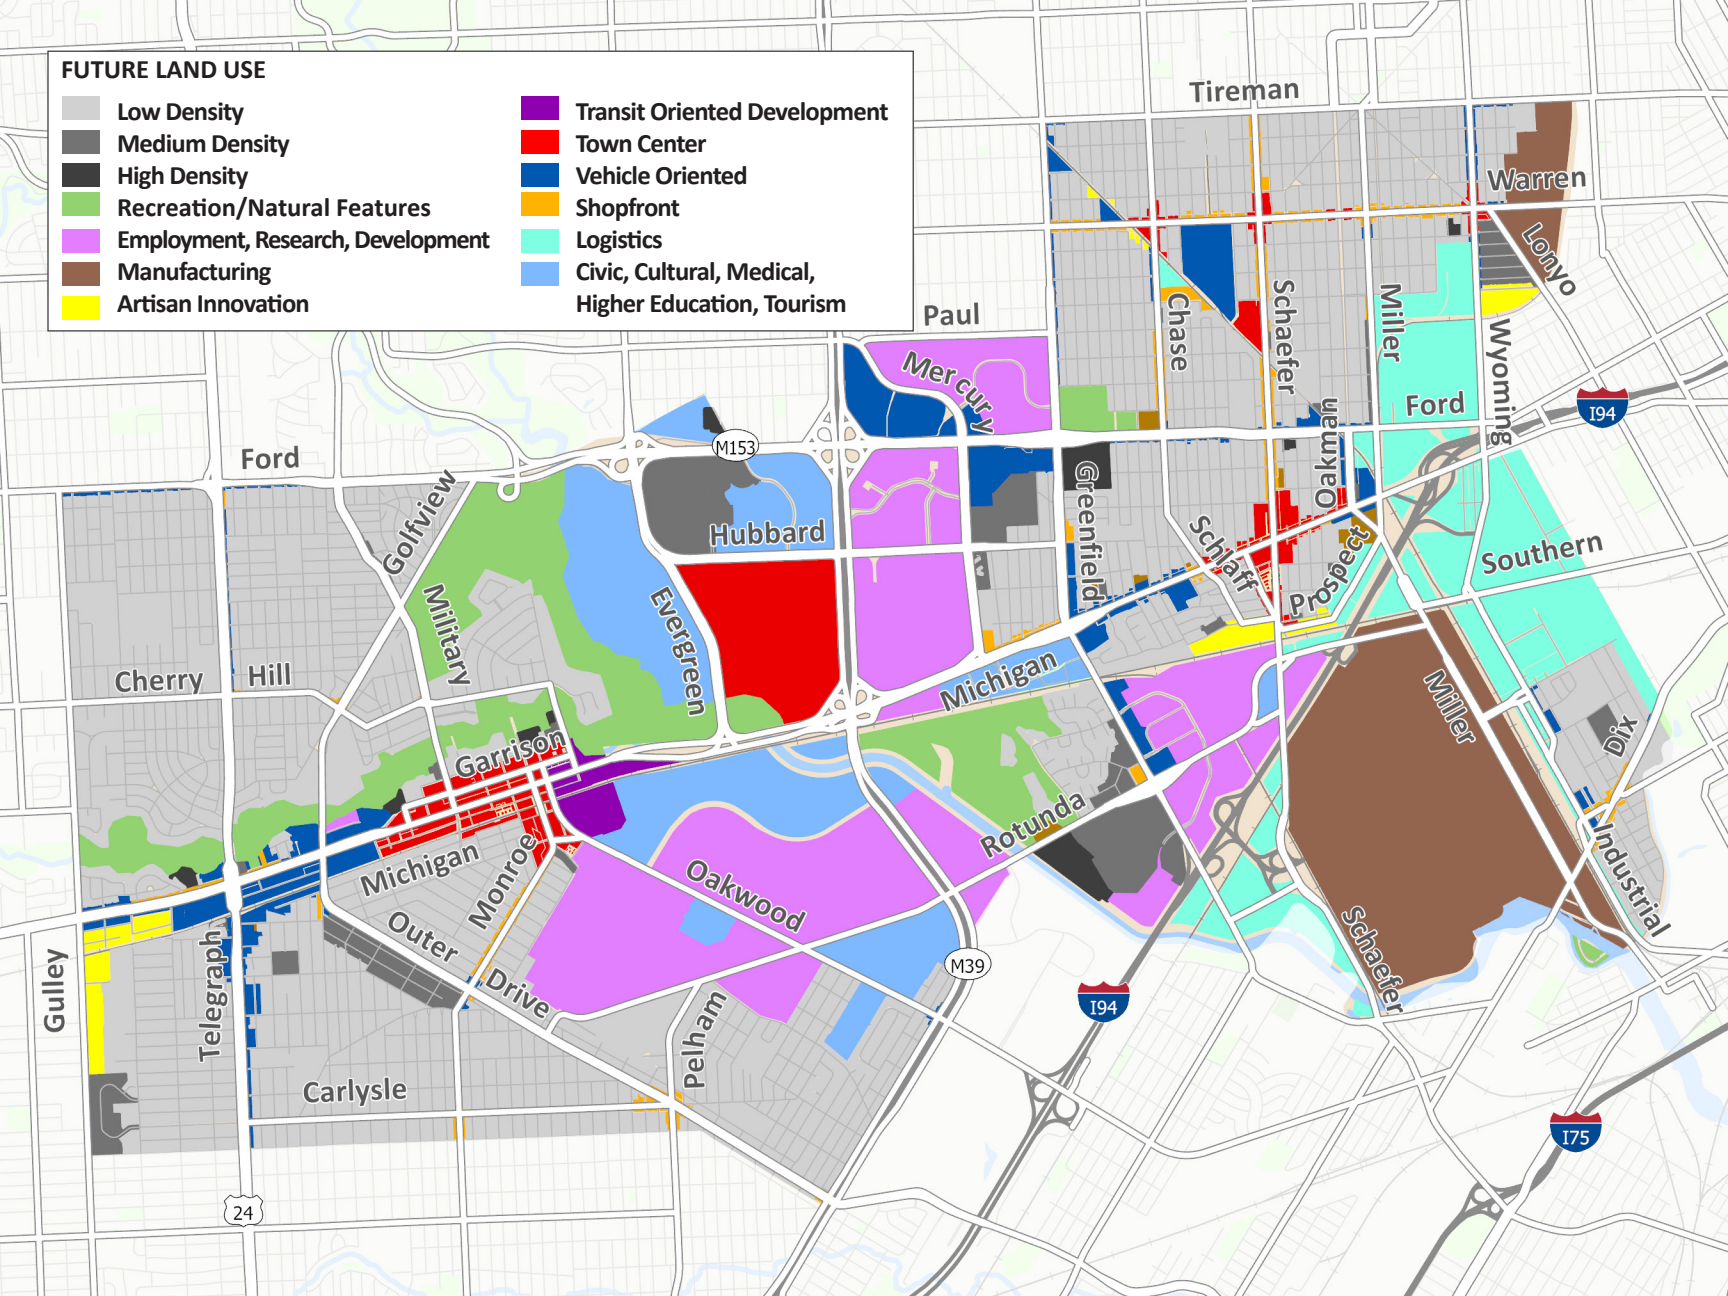 FUTURE LAND USE
Low Density
Medium Density
High Density
Recreation/Natural Features
Employment, Research, Development
Manufacturing
Artisan Innovation
Transit Oriented Development
Town Center
Vehicle Oriented
Shopfront
Logistics
Civic, Cultural, Medical,
Higher Education, Tourism
Tireman
Warren
Lonyo
Paul
Mercury
Chase
Schaefer
Miller
Wyoming
Ford
I94
Oakman
M153
Ford
Golfview
Greenfield
Hubbard
Schlaff
Prospect
Southern
Military
Evergreen
Cherry Hill
Michigan
Miller
Dix
Garrison
Rotunda
Michigan
Monroe
Oakwood
Industrial
Outer Drive
Schaefer
Gulley
Telegraph
M39
I94
Pelham
Carlysle
I75
24